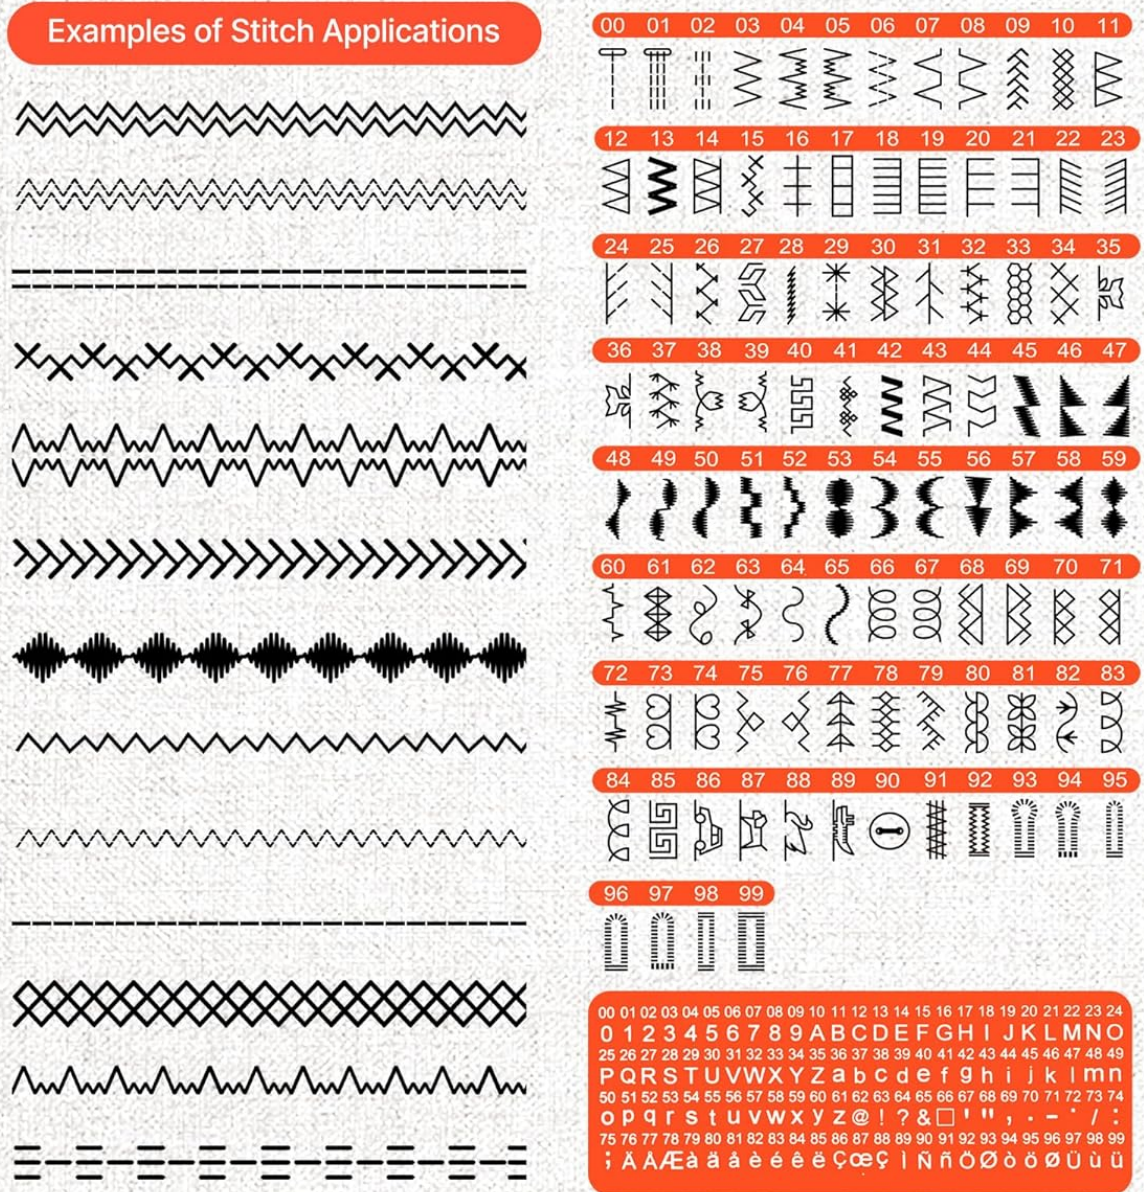 Examples of Stitch Applications
00 01 02 03 04 05 06 07 08 09 10 11
12 13 14 15 16 17 18 19 20 21 22 23
24 25 26 27 28 29 30 31 32 33 34 35
36 37 38 39 40 41 42 43 44 45 46 47
48 49 50 51 52 53 54 55 56 57 58 59
60 61 62 63 64 65 66 67 68 69 70 71
72 73 74 75 76 77 78 79 80 81 82 83
84 85 86 87 88 89 90 91 92 93 94 95
96 97 98 99
00 01 02 03 04 05 06 07 08 09 10 11 12 13 14 15 16 17 18 19 20 21 22 23 24
0 1 2 3 4 5 6 7 8 9 A B C D E F G H I J K L M N O
25 26 27 28 29 30 31 32 33 34 35 36 37 38 39 40 41 42 43 44 45 46 47 48 49
P Q R S T U V W X Y Z a b c d e f g h i j k l m n
50 51 52 53 54 55 56 57 58 59 60 61 62 63 64 65 66 67 68 69 70 71 72 73 74
o p q r s t u v w x y z @ ! ? & □ ' " , . - · / :
75 76 77 78 79 80 81 82 83 84 85 86 87 88 89 90 91 92 93 94 95 96 97 98 99
; Ä Å Æ à ä å è é ê ë Ç œ ç ì Ñ ñ Ö Ø ò ö ø Ü ù ü